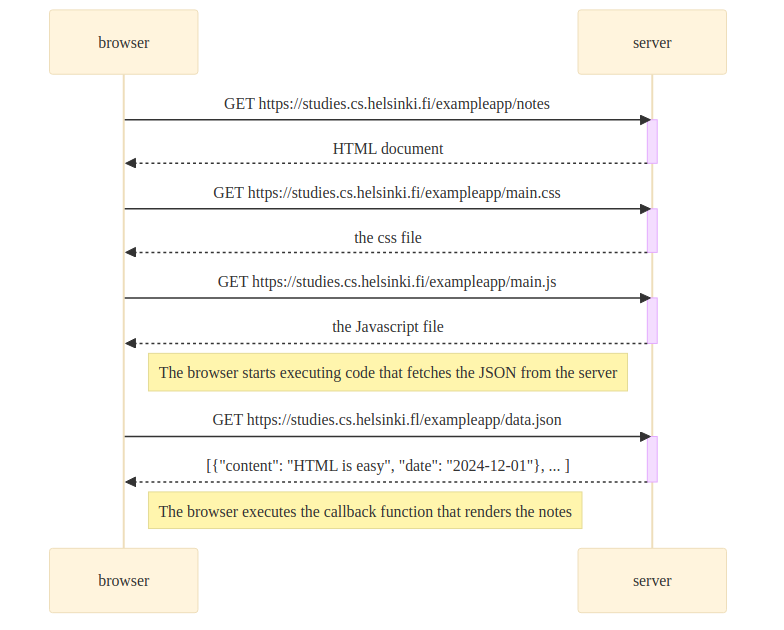 browser server
GET https://studies.cs.helsinki.fi/exampleapp/notes
HTML document
GET https://studies.cs.helsinki.fi/exampleapp/main.css
the css file
GET https://studies.cs.helsinki.fi/exampleapp/main.js
the Javascript file
The browser starts executing code that fetches the JSON from the server
GET https://studies.cs.helsinki.fl/exampleapp/data.json
[{"content": "HTML is easy", "date": "2024-12-01"}, ... ]
The browser executes the callback function that renders the notes
browser server